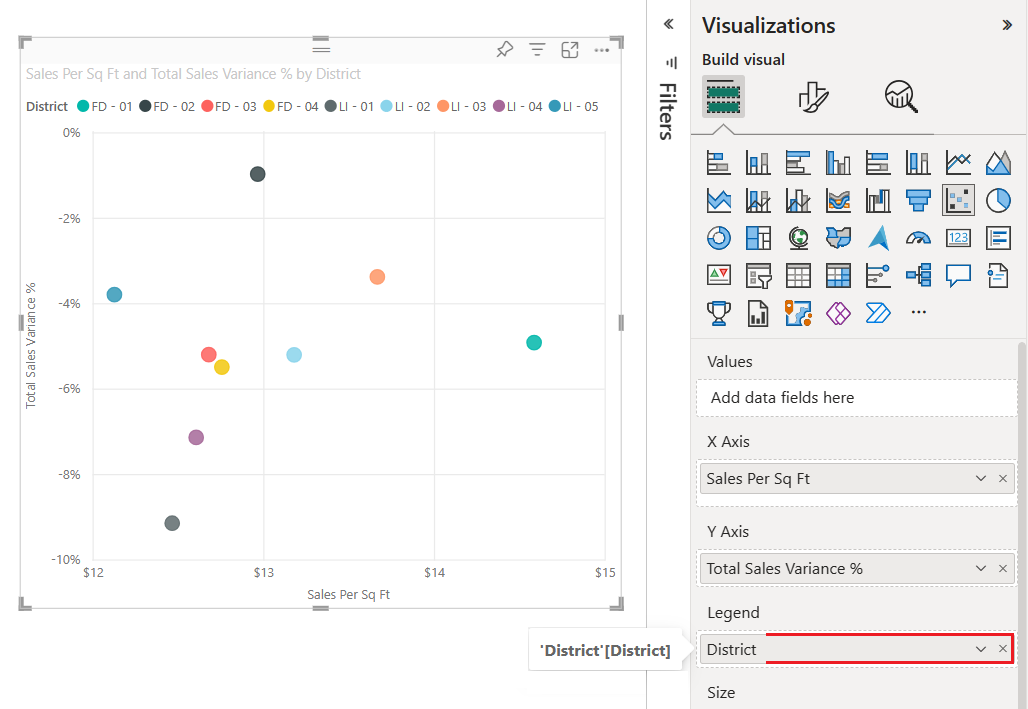 Sales Per Sq Ft and Total Sales Variance % by District
District FD - 01 FD - 02 FD - 03 FD - 04 LI - 01 LI - 02 LI - 03 LI - 04 LI - 05
0%
-2%
-4%
-6%
-8%
-10%
Total Sales Variance %
$12 $13 $14 $15
Sales Per Sq Ft
'District'[District]
Filters
Visualizations
Build visual
123
Values
Add data fields here
X Axis
Sales Per Sq Ft
Y Axis
Total Sales Variance %
Legend
District
Size